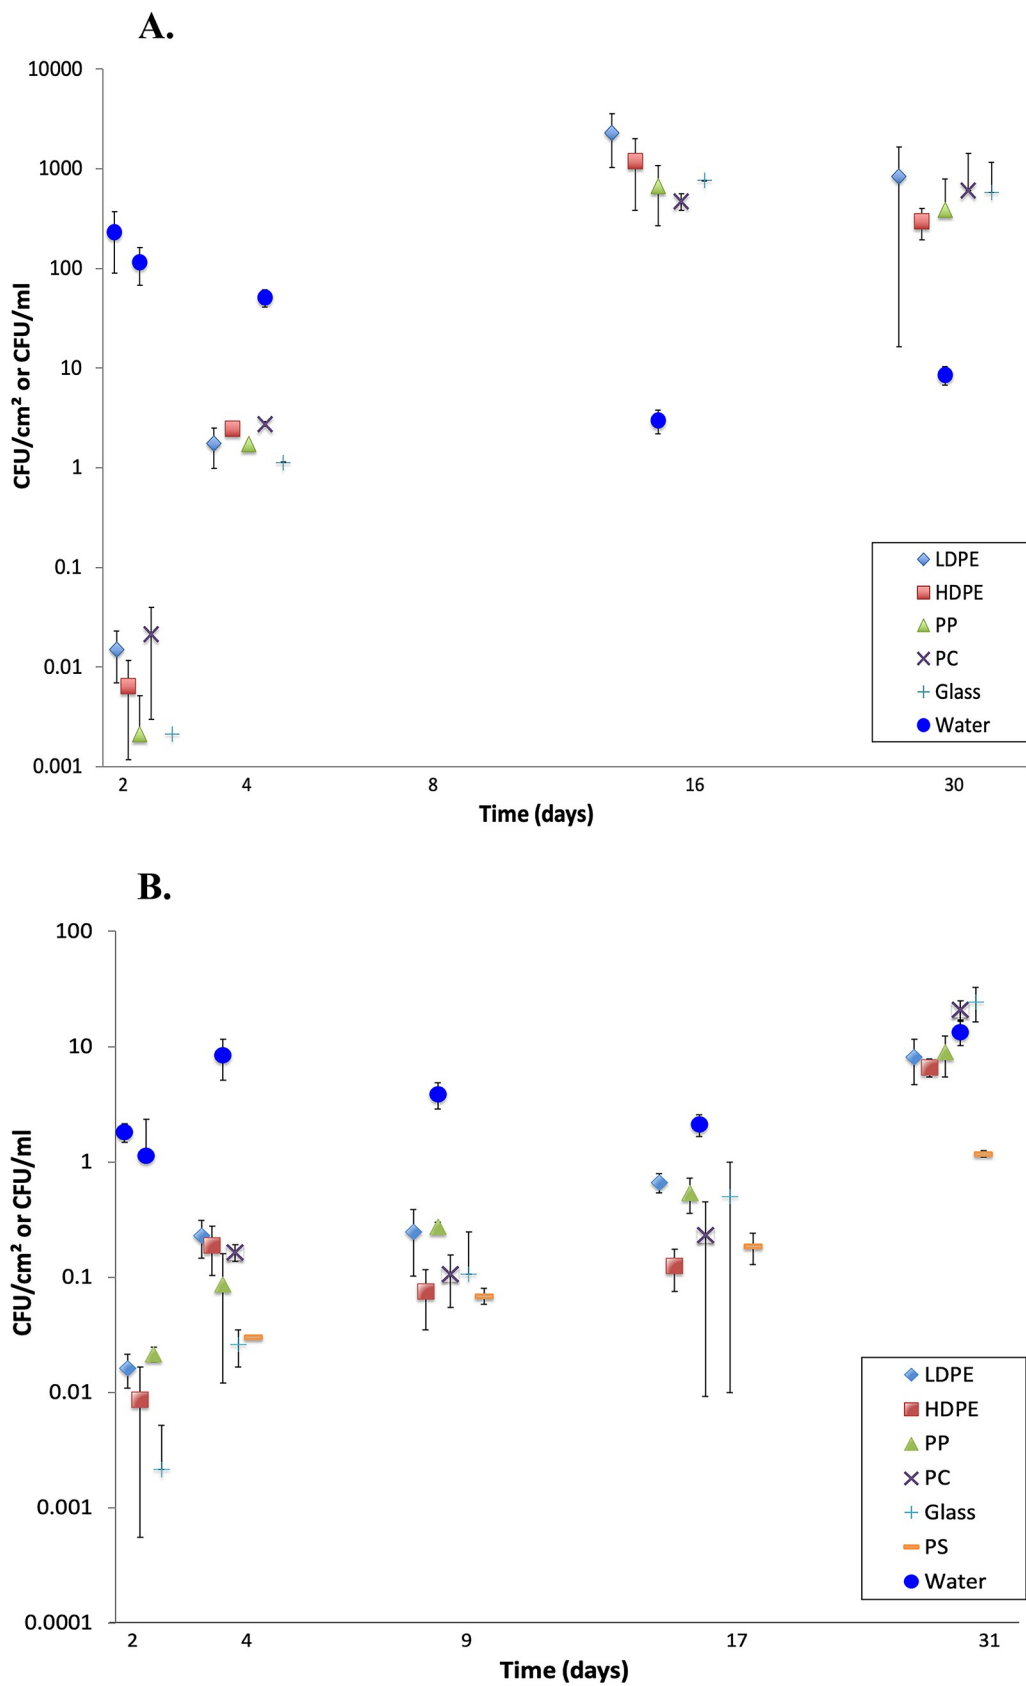 A.
10000
1000
100
10
1
0.1
0.01
0.001
CFU/cm² or CFU/ml
2 4 8 16 30
Time (days)
LDPE
HDPE
PP
PC
Glass
Water
B.
100
10
1
0.1
0.01
0.001
0.0001
CFU/cm² or CFU/ml
2 4 9 17 31
Time (days)
LDPE
HDPE
PP
PC
Glass
PS
Water